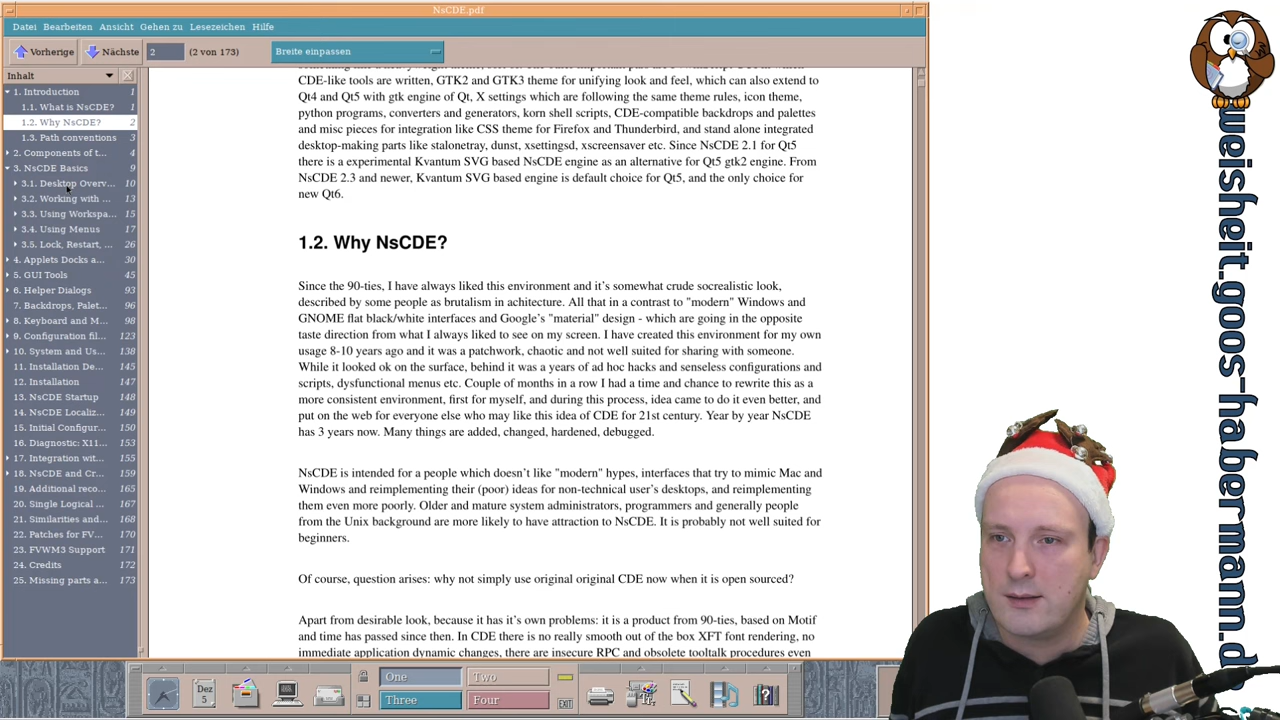 NsCDE.pdf
Datei Bearbeiten Ansicht Gehen zu Lesezeichen Hilfe
Vorherige Nächste 2 (2 von 173) Breite einpassen
Inhalt
1. Introduction 1
1.1. What is NsCDE? 1
1.2. Why NsCDE? 2
1.3. Path conventions 3
2. Components of t... 4
3. NsCDE Basics 9
3.1. Desktop Overv... 10
3.2. Working with ... 13
3.3. Using Workspa... 15
3.4. Using Menus 17
3.5. Lock, Restart, ... 26
4. Applets Docks a... 30
5. GUI Tools 45
6. Helper Dialogs 93
7. Backdrops, Palet... 96
8. Keyboard and M... 98
9. Configuration fil... 123
10. System and Us... 138
11. Installation De... 145
12. Installation 147
13. NsCDE Startup 148
14. NsCDE Localiz... 149
15. Initial Configur... 150
16. Diagnostic: X11... 153
17. Integration wit... 155
18. NsCDE and Cr... 159
19. Additional reco... 165
20. Single Logical ... 167
21. Similarities and... 168
22. Patches for FV... 170
23. FVWM3 Support 171
24. Credits 172
25. Missing parts a... 173
CDE-like tools are written, GTK2 and GTK3 theme for unifying look and feel, which can also extend to
Qt4 and Qt5 with gtk engine of Qt, X settings which are following the same theme rules, icon theme,
python programs, converters and generators, korn shell scripts, CDE-compatible backdrops and palettes
and misc pieces for integration like CSS theme for Firefox and Thunderbird, and stand alone integrated
desktop-making parts like stalonetray, dunst, xsettingsd, xscreensaver etc. Since NsCDE 2.1 for Qt5
there is a experimental Kvantum SVG based NsCDE engine as an alternative for Qt5 gtk2 engine. From
NsCDE 2.3 and newer, Kvantum SVG based engine is default choice for Qt5, and the only choice for
new Qt6.
1.2. Why NsCDE?
Since the 90-ties, I have always liked this environment and it's somewhat crude socrealistic look,
described by some people as brutalism in achitecture. All that in a contrast to "modern" Windows and
GNOME flat black/white interfaces and Google's "material" design - which are going in the opposite
taste direction from what I always liked to see on my screen. I have created this environment for my own
usage 8-10 years ago and it was a patchwork, chaotic and not well suited for sharing with someone.
While it looked ok on the surface, behind it was a years of ad hoc hacks and senseless configurations and
scripts, dysfunctional menus etc. Couple of months in a row I had a time and chance to rewrite this as a
more consistent environment, first for myself, and during this process, idea came to do it even better, and
put on the web for everyone else who may like this idea of CDE for 21st century. Year by year NsCDE
has 3 years now. Many things are added, changed, hardened, debugged.
NsCDE is intended for a people which doesn't like "modern" hypes, interfaces that try to mimic Mac and
Windows and reimplementing their (poor) ideas for non-technical user's desktops, and reimplementing
them even more poorly. Older and mature system administrators, programmers and generally people
from the Unix background are more likely to have attraction to NsCDE. It is probably not well suited for
beginners.
Of course, question arises: why not simply use original original CDE now when it is open sourced?
Apart from desirable look, because it has it's own problems: it is a product from 90-ties, based on Motif
and time has passed since then. In CDE there is no really smooth out of the box XFT font rendering, no
immediate application dynamic changes, there are insecure RPC and obsolete tooltalk procedures even
Dez
5
One Two
Three Four
EXIT
uweisheit.goos-habermann.d